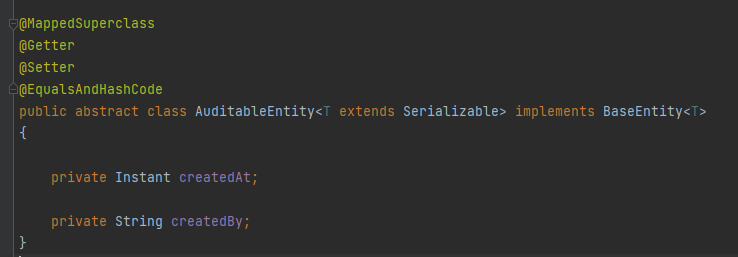 @MappedSuperclass
@Getter
@Setter
@EqualsAndHashCode
public abstract class AuditableEntity<T extends Serializable> implements BaseEntity<T>
{
private Instant createdAt;
private String createdBy;
}